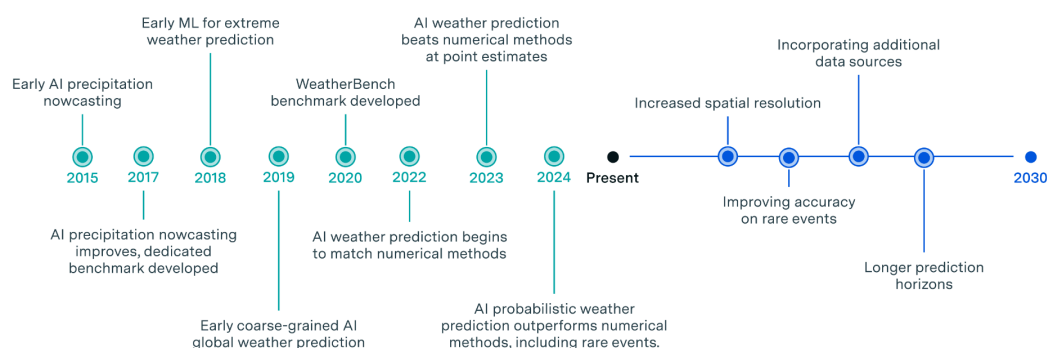 Early AI precipitation
nowcasting
2015
2017
AI precipitation nowcasting
improves, dedicated
benchmark developed
Early ML for extreme
weather prediction
2018
2019
Early coarse-grained AI
global weather prediction
WeatherBench
benchmark developed
2020
2022
AI weather prediction begins
to match numerical methods
AI weather prediction
beats numerical methods
at point estimates
2023
2024
AI probabilistic weather
prediction outperforms numerical
methods, including rare events.
Present
Increased spatial resolution
Improving accuracy
on rare events
Incorporating additional
data sources
Longer prediction
horizons
2030